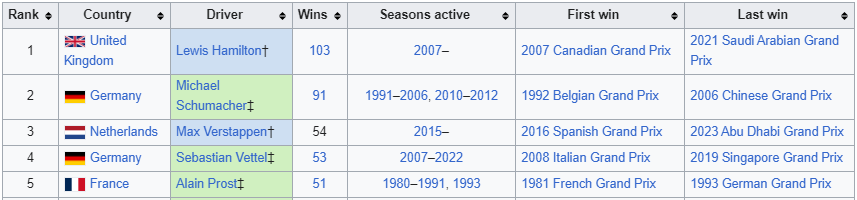 Rank Country Driver Wins Seasons active First win Last win
1 United Kingdom Lewis Hamilton† 103 2007– 2007 Canadian Grand Prix 2021 Saudi Arabian Grand Prix
2 Germany Michael Schumacher‡ 91 1991–2006, 2010–2012 1992 Belgian Grand Prix 2006 Chinese Grand Prix
3 Netherlands Max Verstappen† 54 2015– 2016 Spanish Grand Prix 2023 Abu Dhabi Grand Prix
4 Germany Sebastian Vettel‡ 53 2007–2022 2008 Italian Grand Prix 2019 Singapore Grand Prix
5 France Alain Prost‡ 51 1980–1991, 1993 1981 French Grand Prix 1993 German Grand Prix